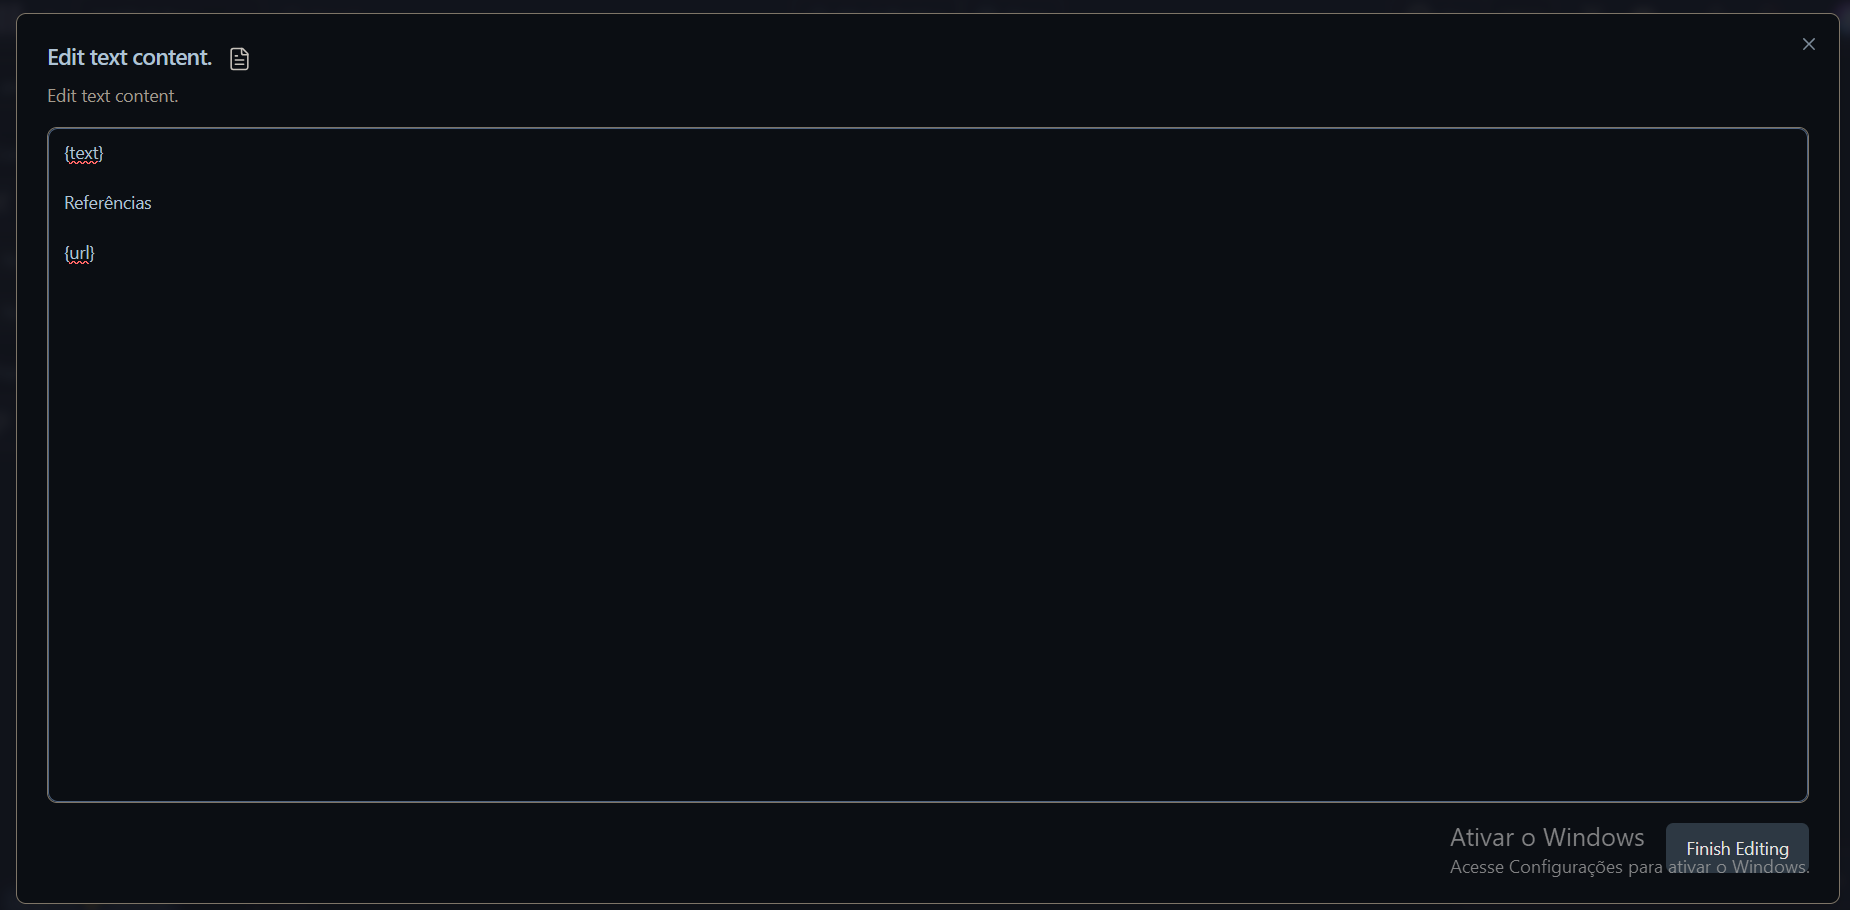 Edit text content.
Edit text content.
{text}
Referências
{url}
Ativar o Windows
Acesse Configurações para ativar o Windows.
Finish Editing